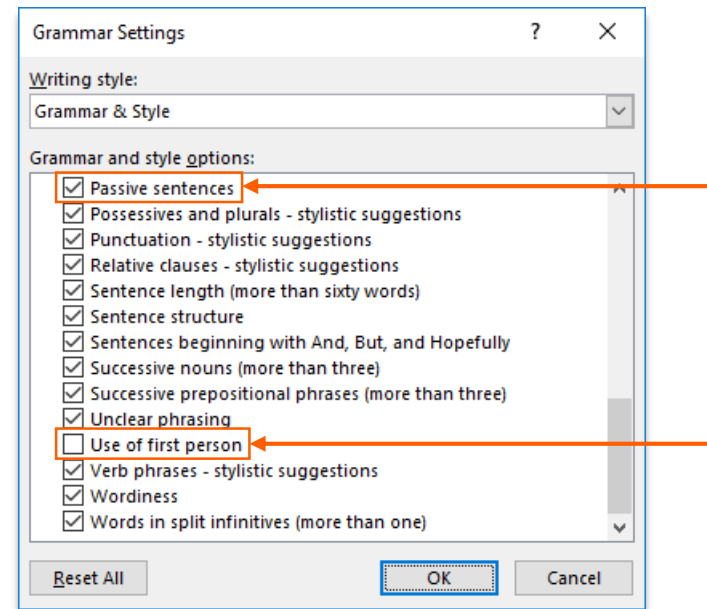 Grammar Settings ? ×
Writing style:
Grammar & Style
Grammar and style options:
Passive sentences
Possessives and plurals - stylistic suggestions
Punctuation - stylistic suggestions
Relative clauses - stylistic suggestions
Sentence length (more than sixty words)
Sentence structure
Sentences beginning with And, But, and Hopefully
Successive nouns (more than three)
Successive prepositional phrases (more than three)
Unclear phrasing
Use of first person
Verb phrases - stylistic suggestions
Wordiness
Words in split infinitives (more than one)
Reset All OK Cancel